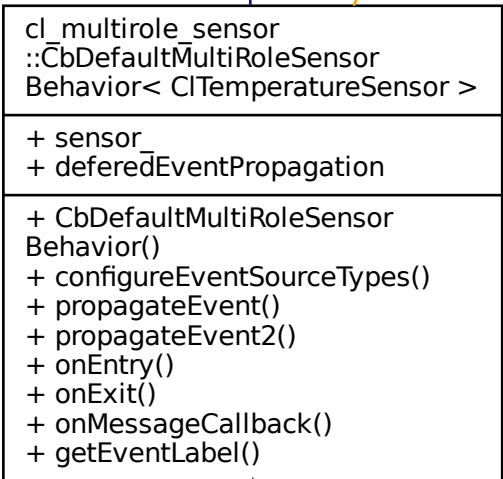 cl_multirole_sensor
::CbDefaultMultiRoleSensor
Behavior< ClTemperatureSensor >
+ sensor_
+ deferedEventPropagation
+ CbDefaultMultiRoleSensor
Behavior()
+ configureEventSourceTypes()
+ propagateEvent()
+ propagateEvent2()
+ onEntry()
+ onExit()
+ onMessageCallback()
+ getEventLabel()